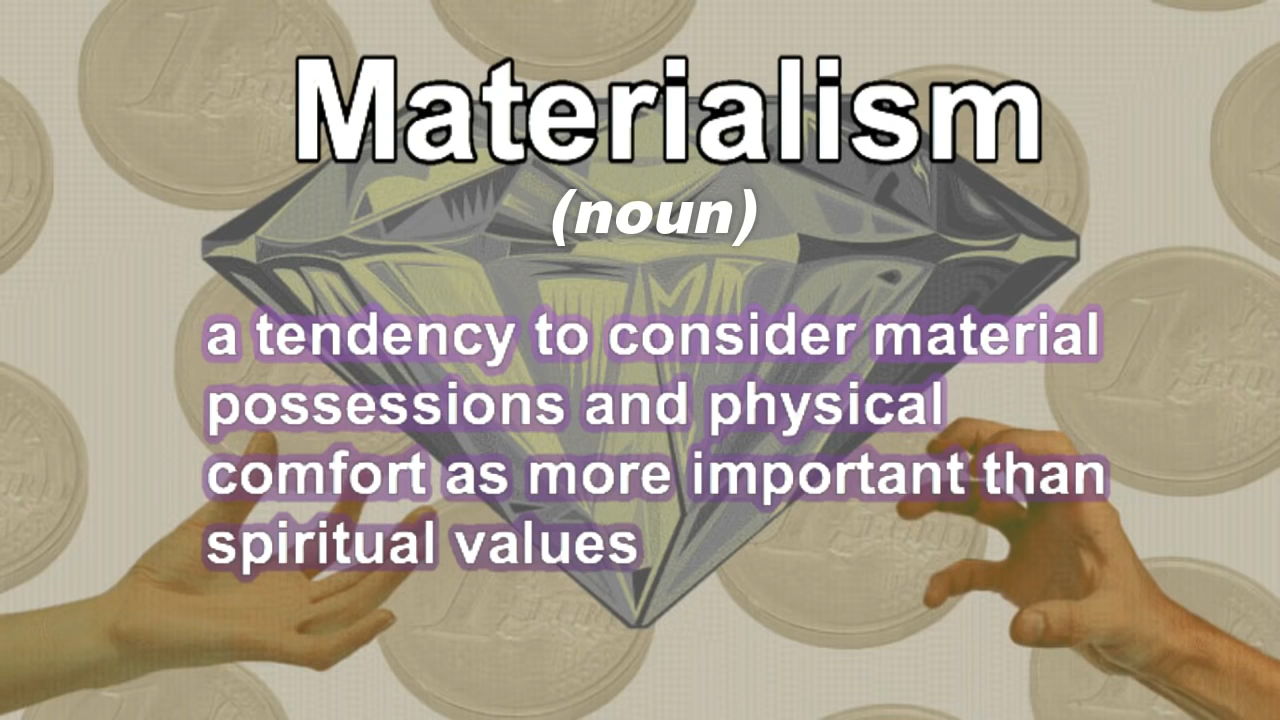 Materialism
(noun)
a tendency to consider material
possessions and physical
comfort as more important than
spiritual values